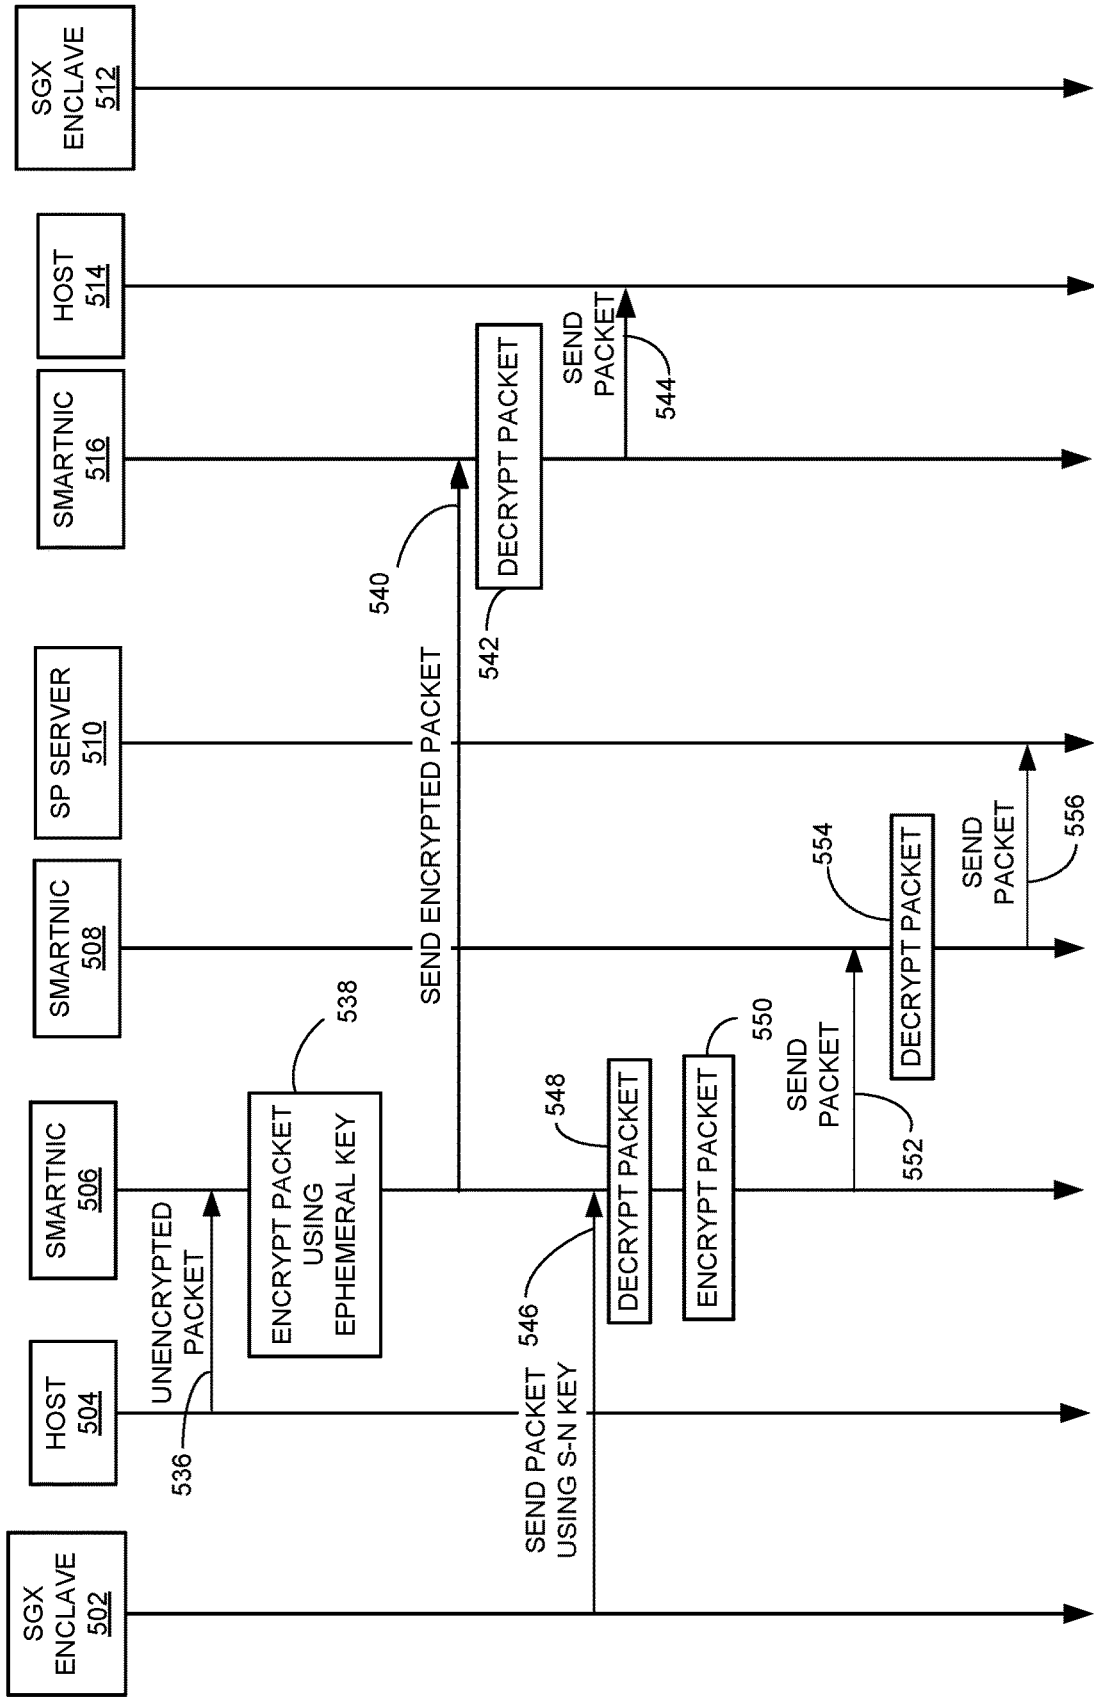 SGX
ENCLAVE
502
HOST
504
SMARTNIC
506
SMARTNIC
508
SP SERVER
510
SMARTNIC
516
HOST
514
SGX
ENCLAVE
512
UNENCRYPTED
PACKET
536
ENCRYPT PACKET
USING
EPHEMERAL KEY
538
SEND ENCRYPTED PACKET
540
DECRYPT PACKET
542
SEND
PACKET
544
SEND PACKET
USING S-N KEY
546
DECRYPT PACKET
548
ENCRYPT PACKET
550
SEND
PACKET
552
DECRYPT PACKET
554
SEND
PACKET
556